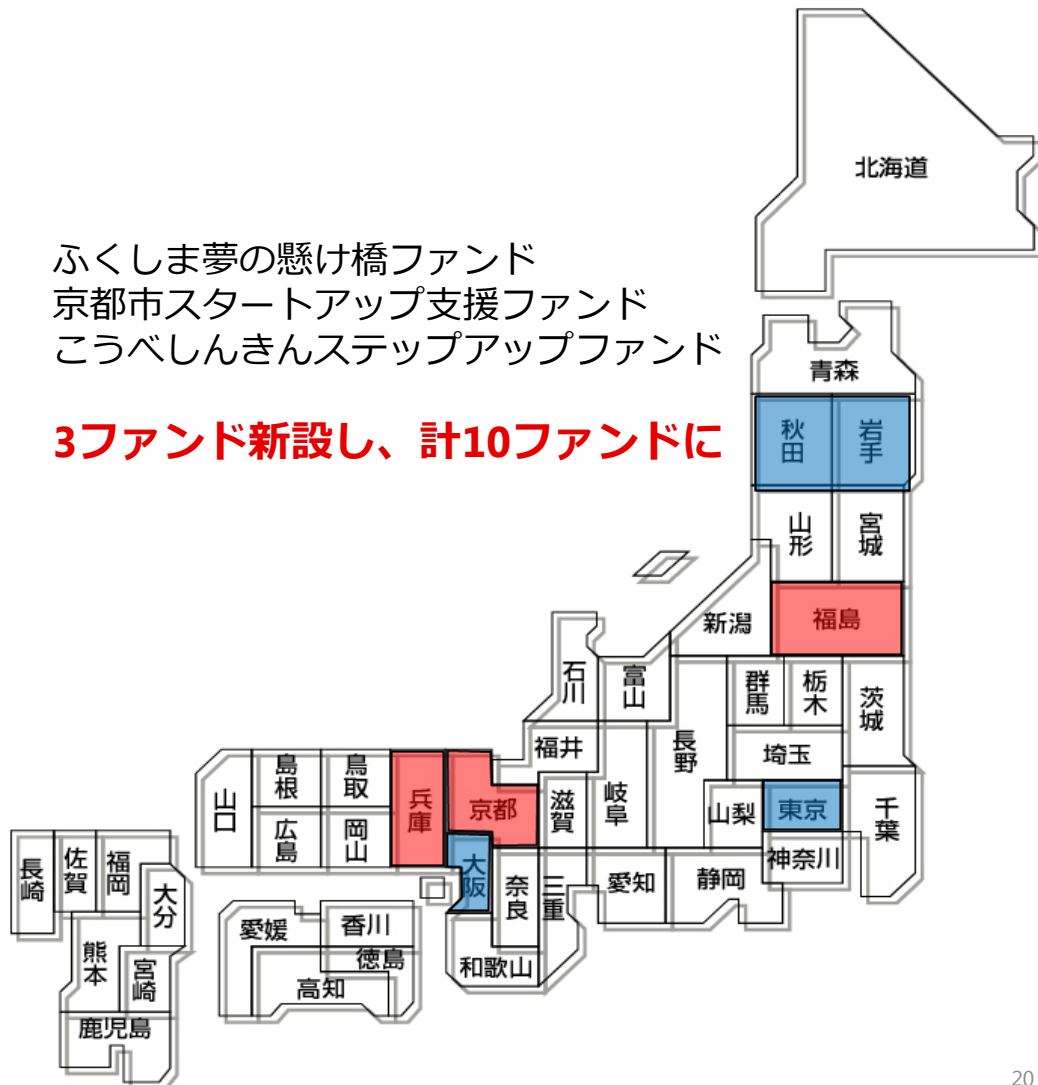 北海道
ふくしま夢の懸け橋ファンド
京都市スタートアップ支援ファンド
こうべしんきんステップアップファンド
3ファンド新設し、計10ファンドに
青森
秋田
岩手
山形
宮城
新潟
福島
石川
富山
群馬
栃木
茨城
福井
長野
埼玉
山口
島根
鳥取
兵庫
京都
滋賀
岐阜
山梨
東京
千葉
広島
岡山
大阪
奈良
三重
愛知
静岡
神奈川
長崎
佐賀
福岡
大分
愛媛
香川
徳島
高知
和歌山
熊本
宮崎
鹿児島
20